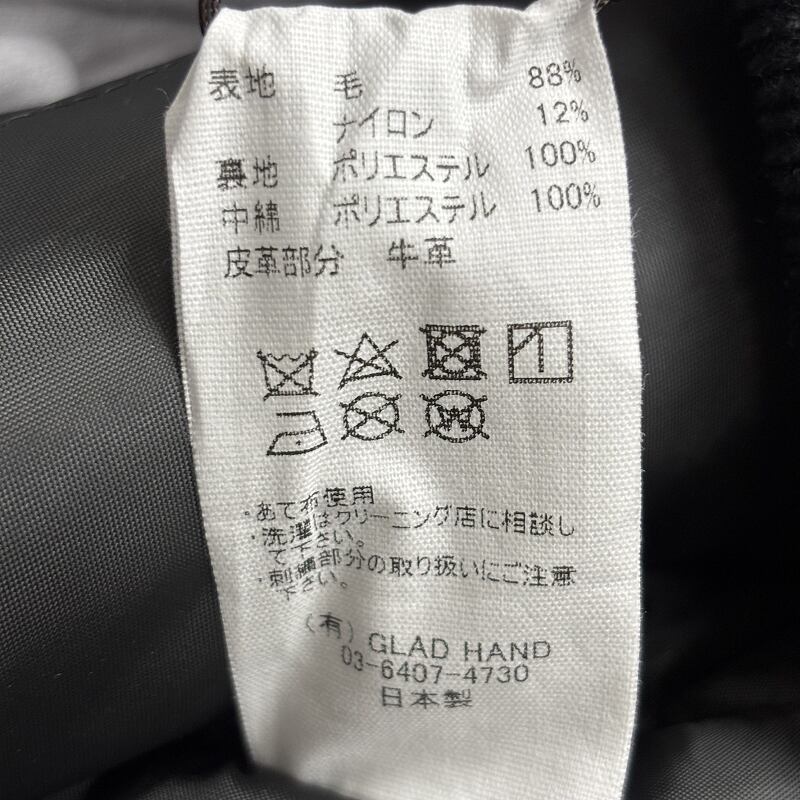 表地 毛 88%
ナイロン 12%
裏地 ポリエステル 100%
中綿 ポリエステル 100%
皮革部分 牛革
・あて布使用
・洗濯はクリーニング店に相談し
て下さい。
・刺繍部分の取り扱いにご注意
下さい。
(有) GLAD HAND
03-6407-4730
日本製